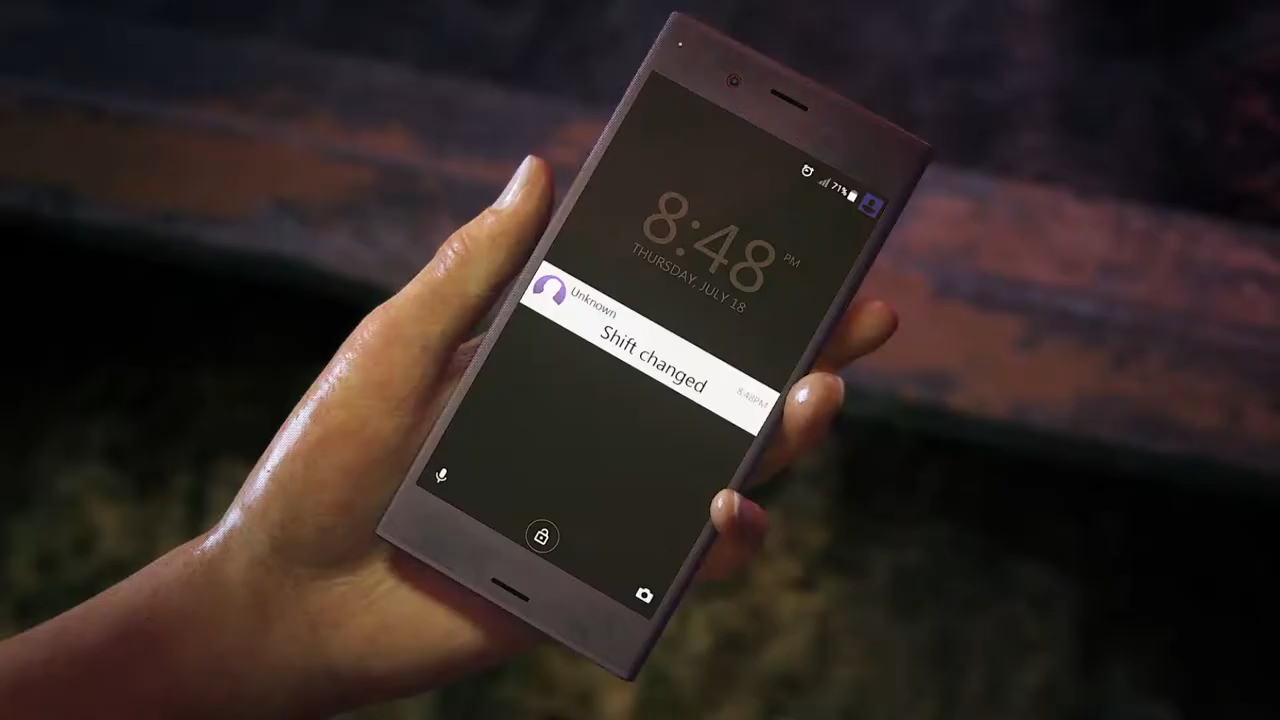 71%
8:48 PM
THURSDAY, JULY 18
Unknown
Shift changed
8:48PM